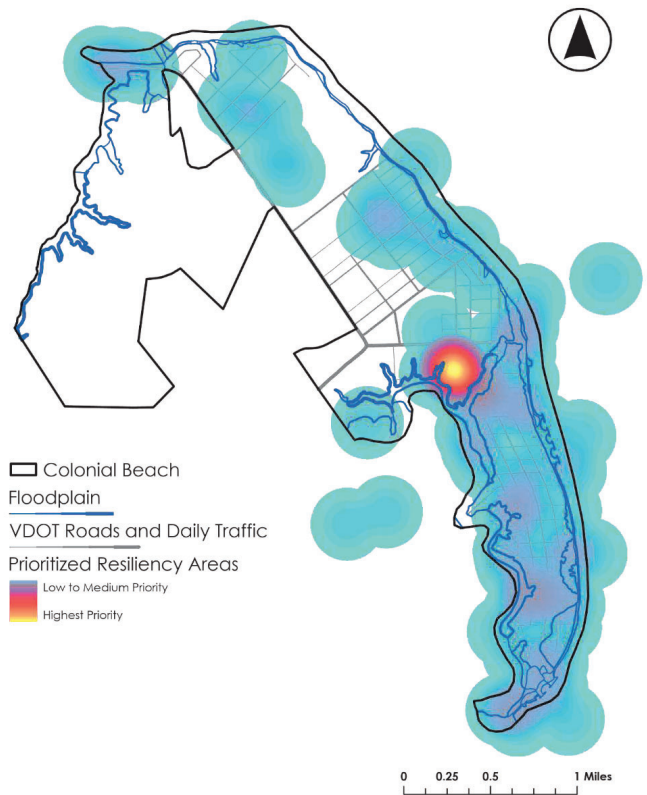 Colonial Beach
Floodplain
VDOT Roads and Daily Traffic
Prioritized Resiliency Areas
Low to Medium Priority
Highest Priority
0 0.25 0.5 1 Miles